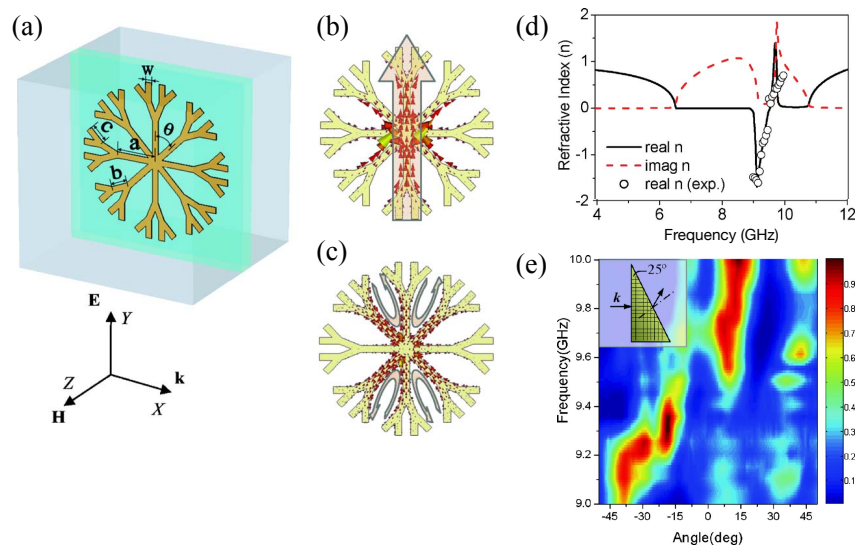 (a)
w
c
θ
a
b
E
Y
Z
k
H
X
(b)
(c)
(d)
Refractive Index (n)
2
1
0
-1
-2
real n
imag n
real n (exp.)
4
6
8
10
12
Frequency (GHz)
(e)
Frequency(GHz)
10.0
9.8
9.6
9.4
9.2
9.0
25°
k
-45
-30
-15
0
15
30
45
Angle(deg)
0.9
0.8
0.7
0.6
0.5
0.4
0.3
0.2
0.1